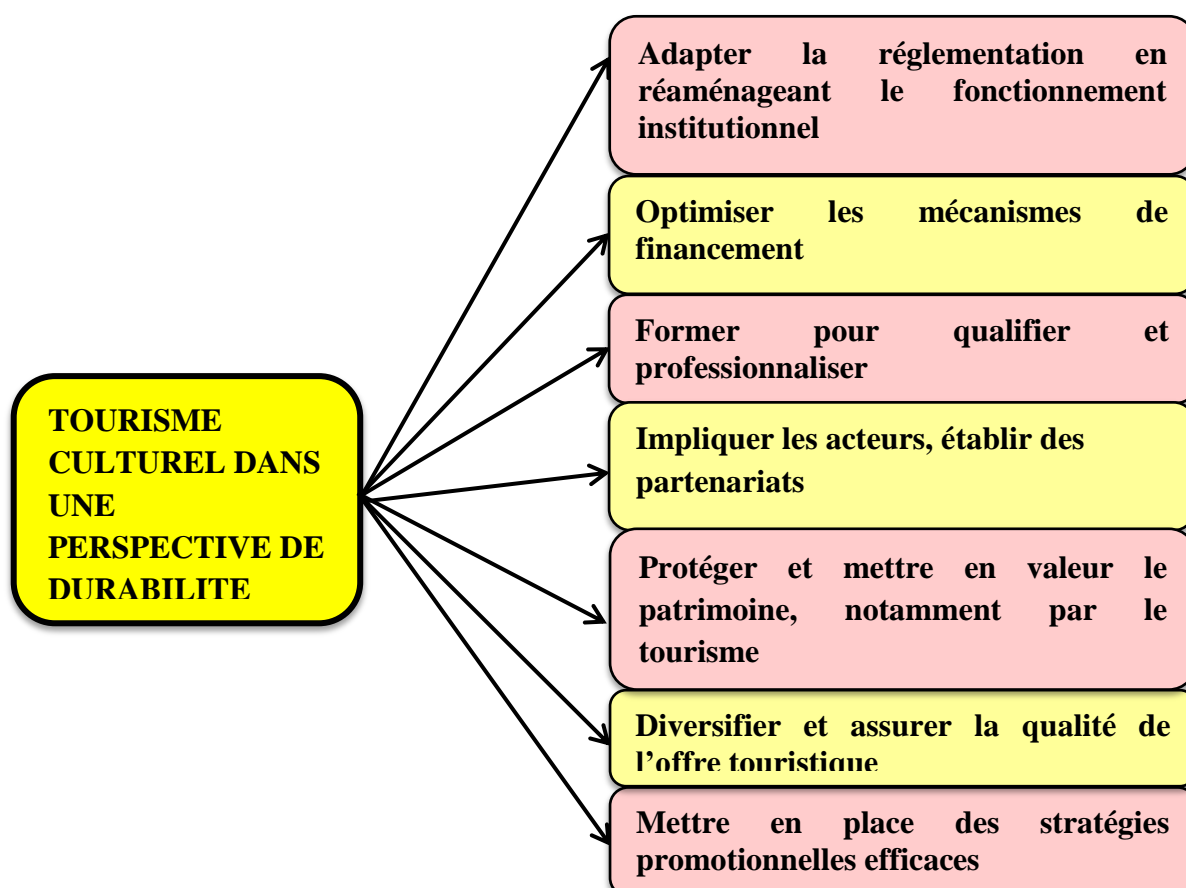 TOURISME
CULTUREL DANS
UNE
PERSPECTIVE DE
DURABILITE
Adapter la réglementation en
réaménageant le fonctionnement
institutionnel
Optimiser les mécanismes de
financement
Former pour qualifier et
professionnaliser
Impliquer les acteurs, établir des
partenariats
Protéger et mettre en valeur le
patrimoine, notamment par le
tourisme
Diversifier et assurer la qualité de
l’offre touristique
Mettre en place des stratégies
promotionnelles efficaces